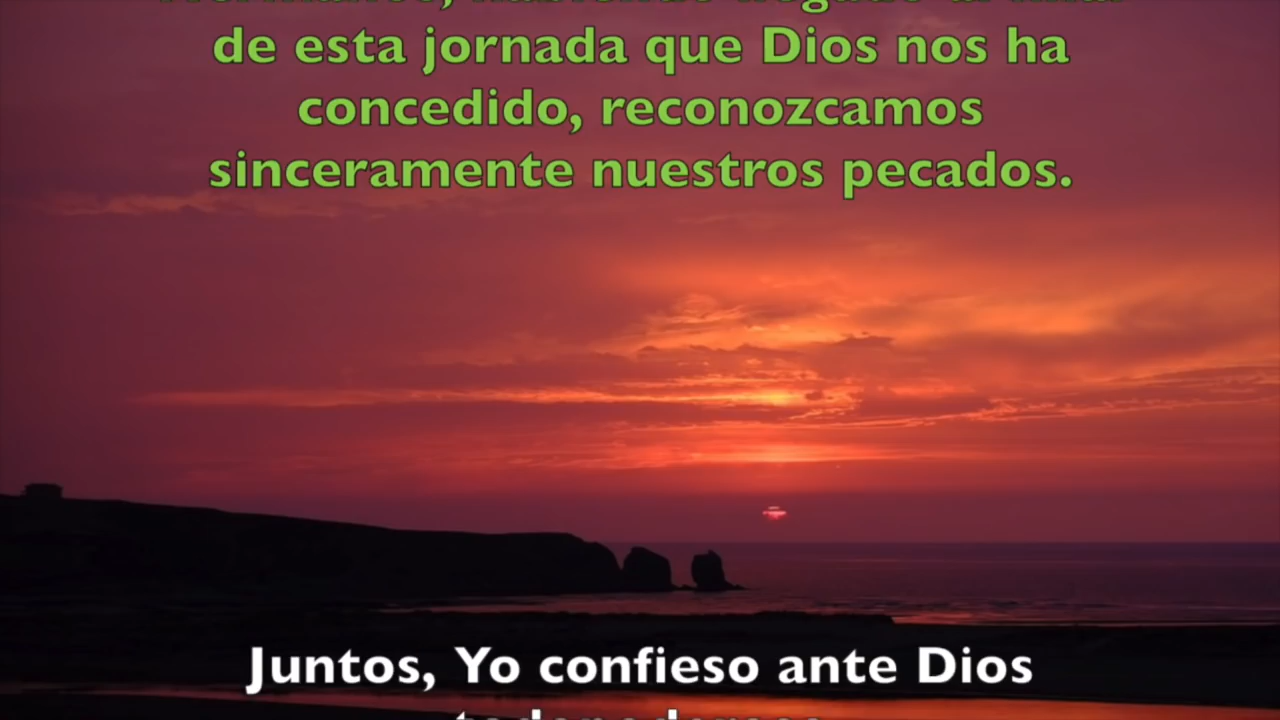 de esta jornada que Dios nos ha
concedido, reconozcamos
sinceramente nuestros pecados.
Juntos, Yo confieso ante Dios